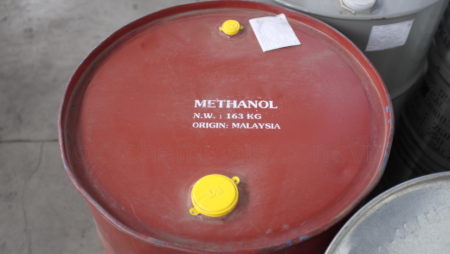 METHANOL
N.W. : 163 KG
ORIGIN: MALAYSIA